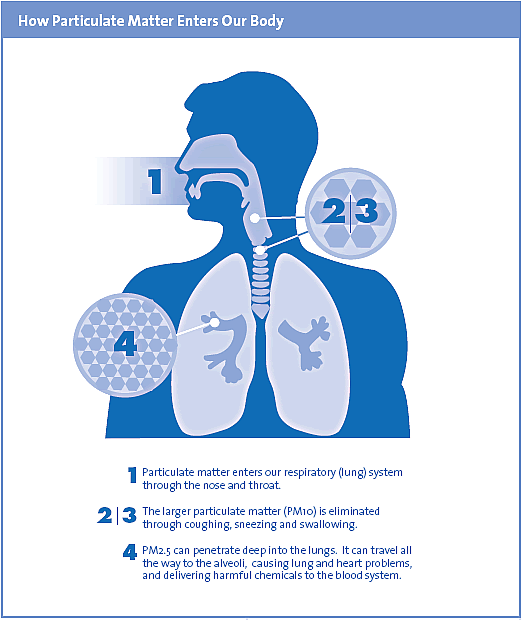 How Particulate Matter Enters Our Body
1
2|3
4
1 Particulate matter enters our respiratory (lung) system
through the nose and throat.
2|3 The larger particulate matter (PM10) is eliminated
through coughing, sneezing and swallowing.
4 PM2.5 can penetrate deep into the lungs. It can travel all
the way to the alveoli, causing lung and heart problems,
and delivering harmful chemicals to the blood system.